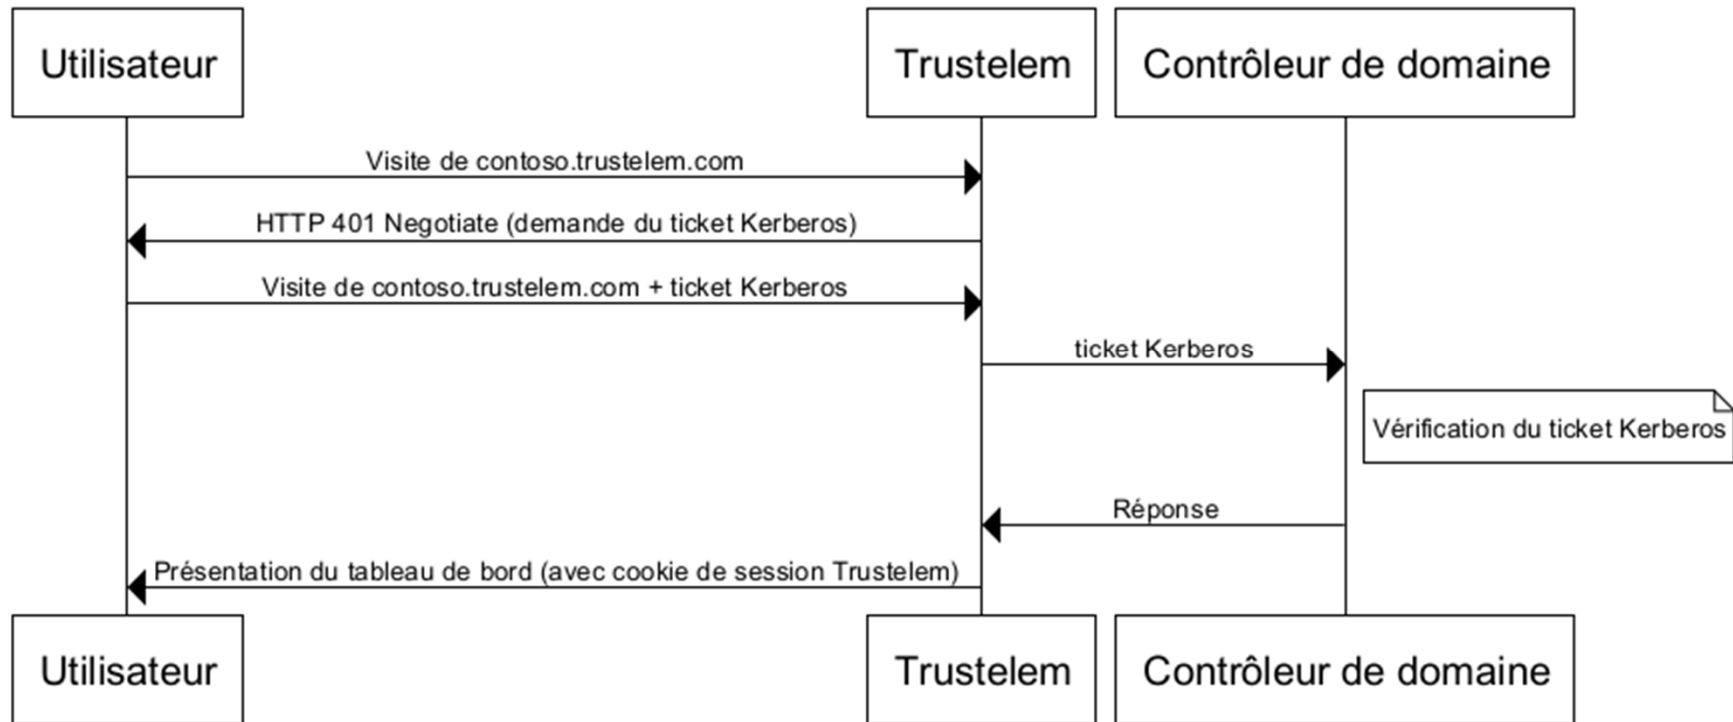 Utilisateur
Trustelem
Contrôleur de domaine
Visite de contoso.trustelem.com
HTTP 401 Negotiate (demande du ticket Kerberos)
Visite de contoso.trustelem.com + ticket Kerberos
ticket Kerberos
Vérification du ticket Kerberos
Réponse
Présentation du tableau de bord (avec cookie de session Trustelem)
Utilisateur
Trustelem
Contrôleur de domaine